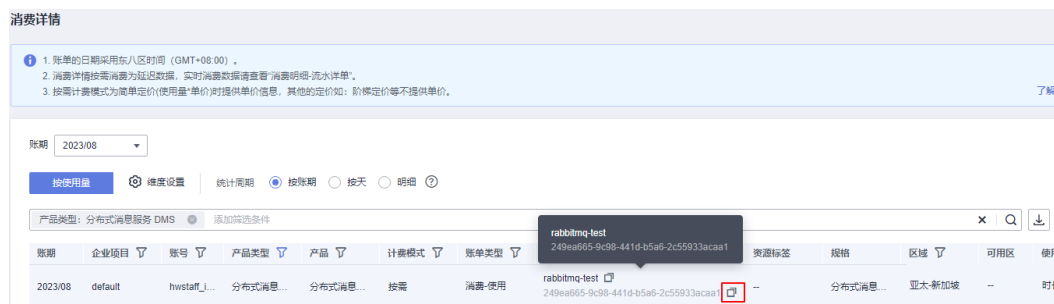 消费详情
1. 账单的日期采用东八区时间（GMT+08:00）。
2. 消费详情按需消费为延迟数据，实时消费数据请查看“消费明细-流水详单”。
3. 按需计费模式为简单定价(使用量*单价)时提供单价信息，其他的定价如：阶梯定价等不提供单价。
了解
账期 2023/08
按使用量 维度设置 统计周期 按账期 按天 明细
产品类型：分布式消息服务 DMS 添加筛选条件
rabbitmq-test
249ea665-9c98-441d-b5a6-2c55933acaa1
账期 企业项目 账号 产品类型 产品 计费模式 账单类型 资源标签 规格 区域 可用区 使用
2023/08 default hwstaff_i... 分布式消息... 分布式消息... 按需 消费-使用 rabbitmq-test -- 分布式消息... 亚太-新加坡 --
249ea665-9c98-441d-b5a6-2c55933acaa1